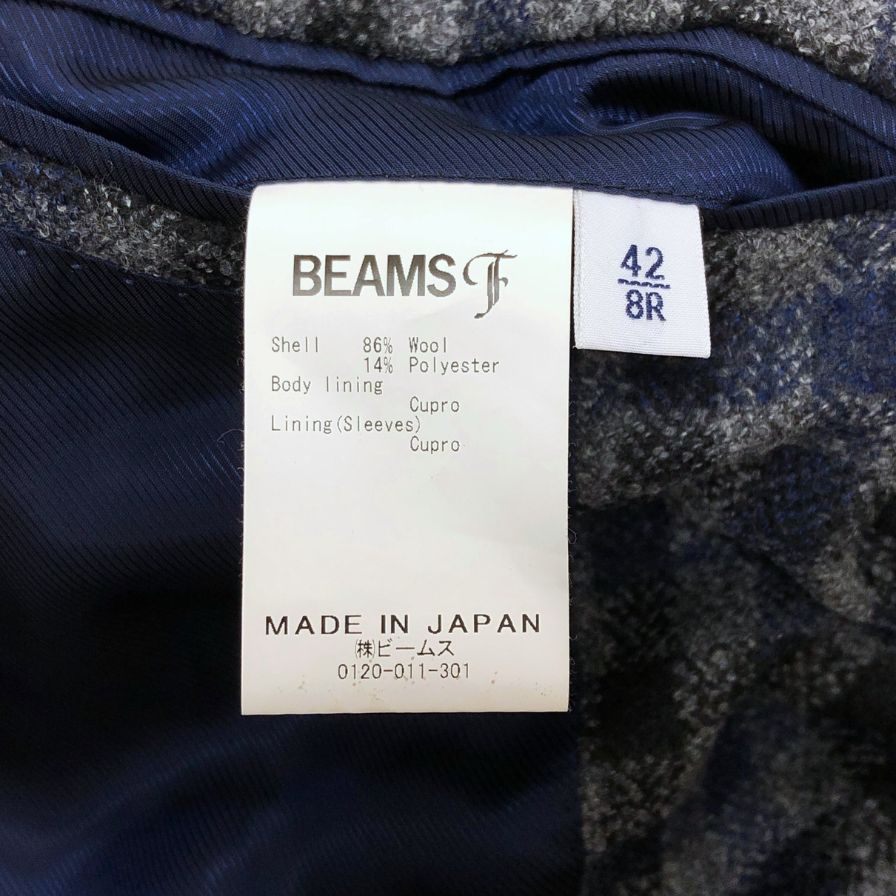 BEAMS F
Shell 86% Wool
14% Polyester
Body lining
Cupro
Lining(Sleeves)
Cupro
MADE IN JAPAN
㈱ビームス
0120-011-301
42
8R